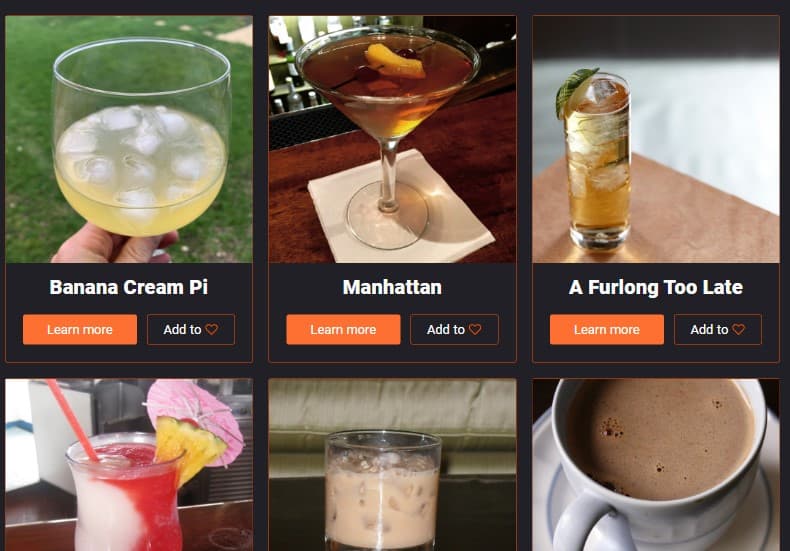 Banana Cream Pi
Manhattan
A Furlong Too Late
Learn more
Add to
Learn more
Add to
Learn more
Add to